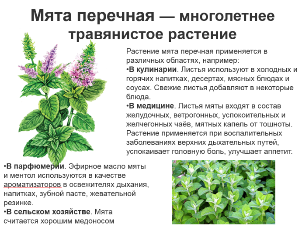 Мята перечная — многолетнее
травянистое растение
Растение мята перечная применяется в
различных областях, например:
•В кулинарии. Листья используют в холодных и
горячих напитках, десертах, мясных блюдах и
соусах. Свежие листья добавляют в некоторые
блюда.
•В медицине. Листья мяты входят в состав
желудочных, ветрогонных, успокоительных и
желчегонных чаёв, мятных капель от тошноты.
Растение применяется при воспалительных
заболеваниях верхних дыхательных путей,
успокаивает головную боль, улучшает аппетит.
•В парфюмерии. Эфирное масло мяты
и ментол используются в качестве
ароматизаторов в освежителях дыхания,
напитках, зубной пасте, жевательной
резинке.
•В сельском хозяйстве. Мята
считается хорошим медоносом